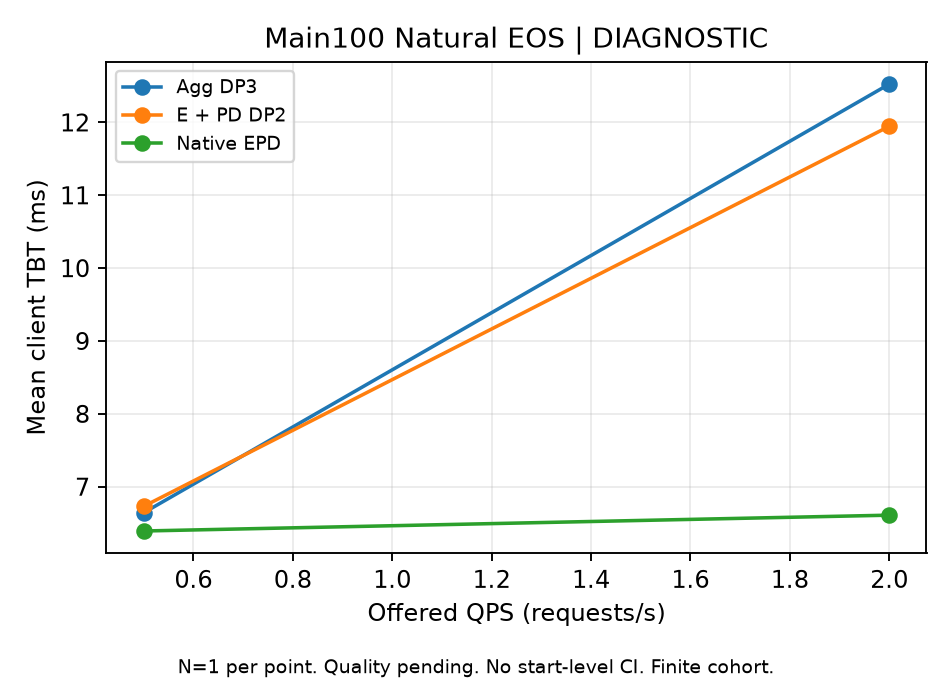 Main100 Natural EOS | DIAGNOSTIC
Agg DP3
E + PD DP2
Native EPD
Mean client TBT (ms)
12
11
10
9
8
7
0.6 0.8 1.0 1.2 1.4 1.6 1.8 2.0
Offered QPS (requests/s)
N=1 per point. Quality pending. No start-level CI. Finite cohort.